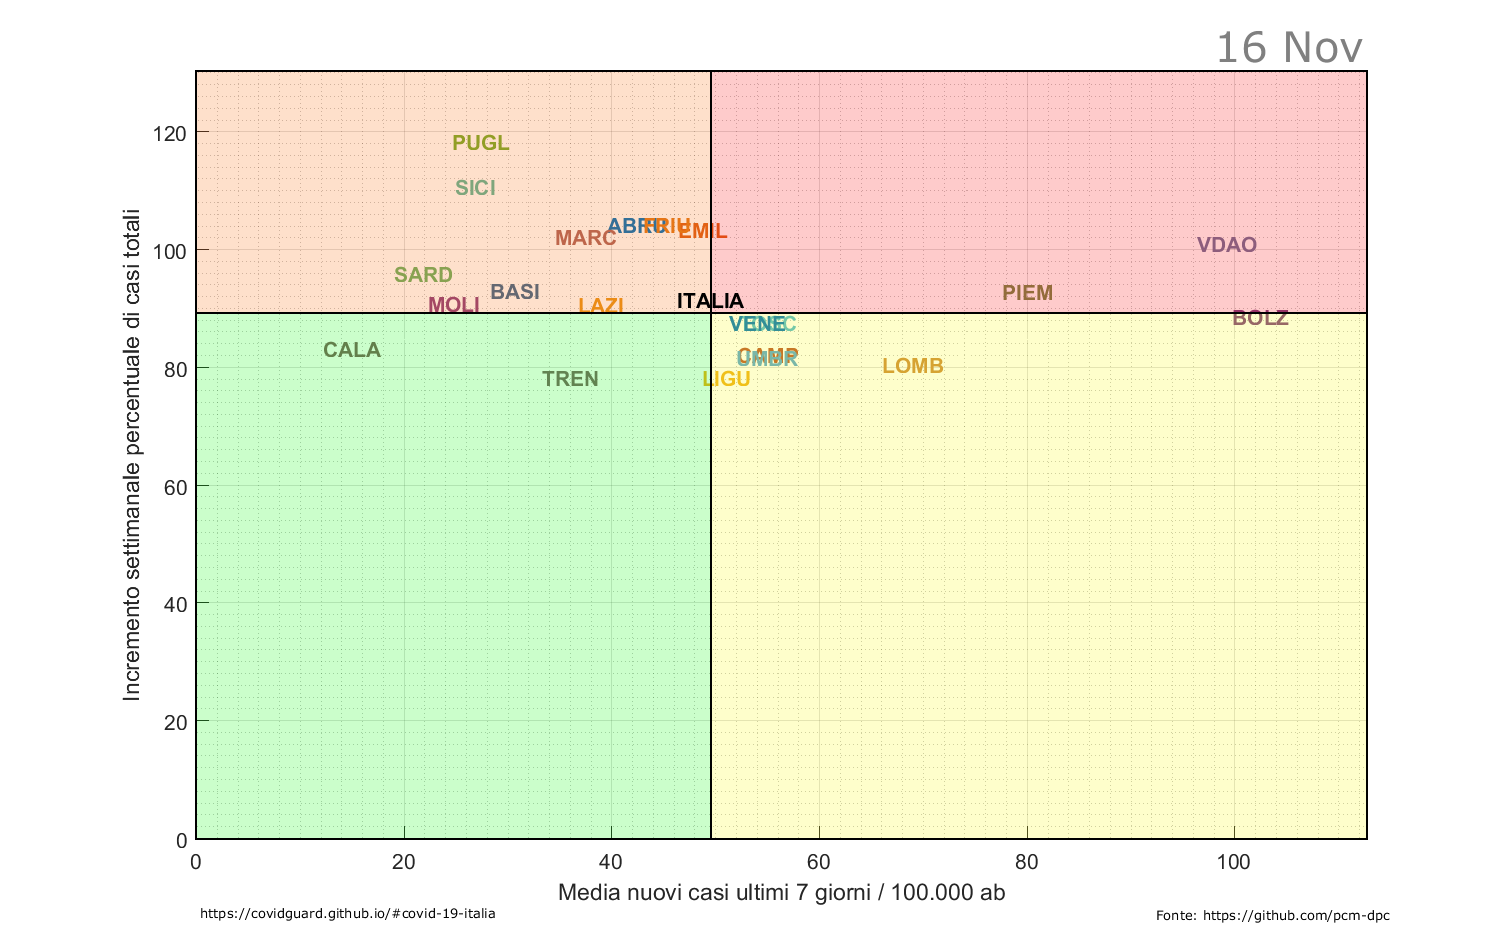 16 Nov
120
PUGL
SICI
100
ABRU
FRIU
EMIL
MARC
VDAO
SARD
BASI
PIEM
MOLI
LAZI
ITALIA
BOLZ
VENE
CALA
CAMP
80
LOMB
TREN
LIGU
60
40
20
0
0 20 40 60 80 100
Incremento settimanale percentuale di casi totali
Media nuovi casi ultimi 7 giorni / 100.000 ab
https://covidguard.github.io/#covid-19-italia
Fonte: https://github.com/pcm-dpc